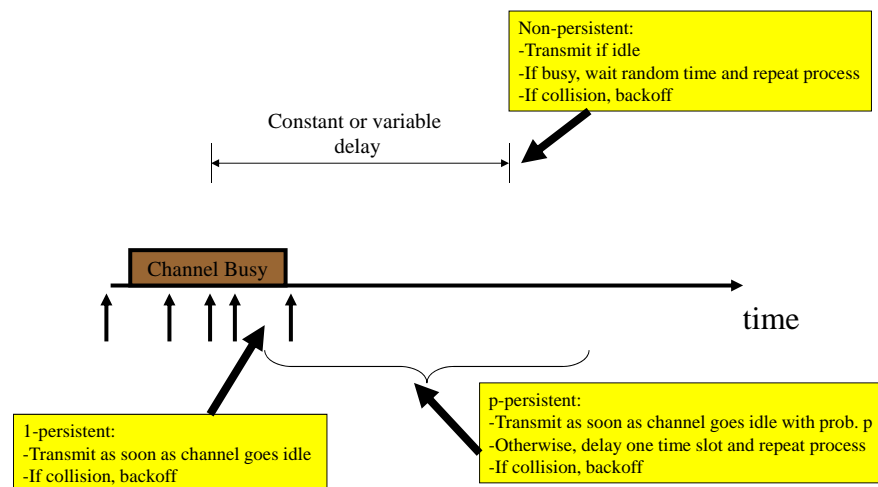 Non-persistent:
-Transmit if idle
-If busy, wait random time and repeat process
-If collision, backoff
Constant or variable
delay
Channel Busy
time
1-persistent:
-Transmit as soon as channel goes idle
-If collision, backoff
p-persistent:
-Transmit as soon as channel goes idle with prob. p
-Otherwise, delay one time slot and repeat process
-If collision, backoff